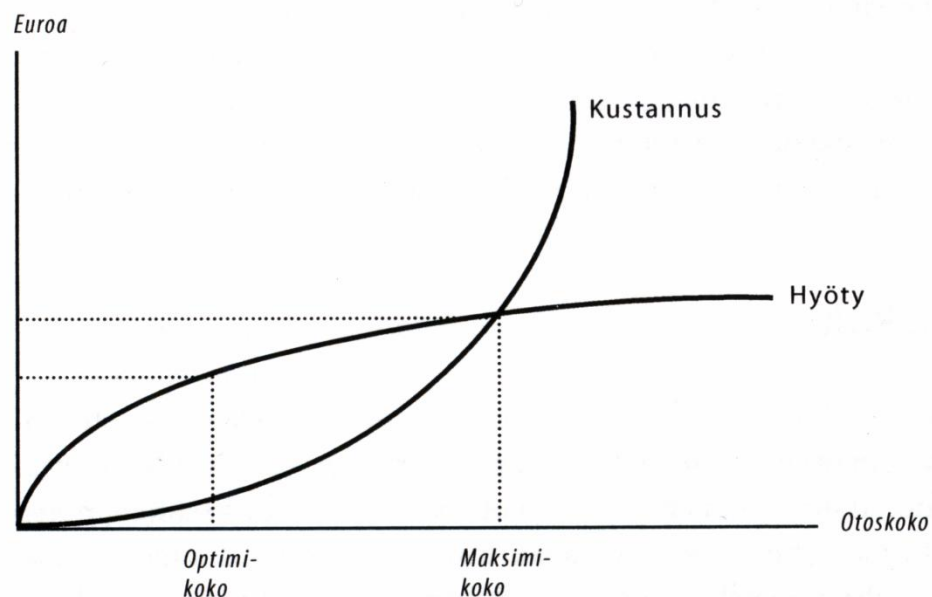 Euroa
Kustannus
Hyöty
Otoskoko
Optimi-
koko
Maksimi-
koko